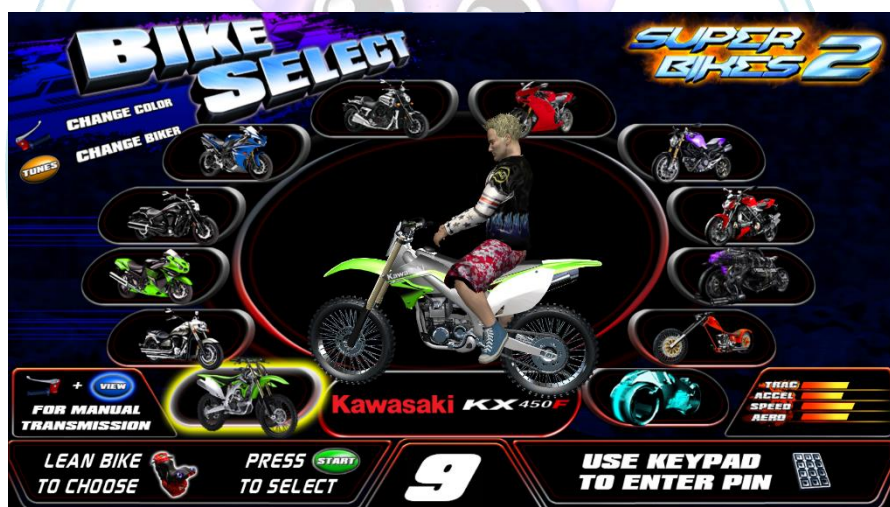 BIKE
SELECT
SUPER
BIKES 2
CHANGE COLOR
TUNES
CHANGE BIKER
Kawasaki
+ VIEW
FOR MANUAL
TRANSMISSION
Kawasaki KX450F
TRAC
ACCEL
SPEED
AERO
LEAN BIKE
TO CHOOSE
PRESS START
TO SELECT
9
USE KEYPAD
TO ENTER PIN